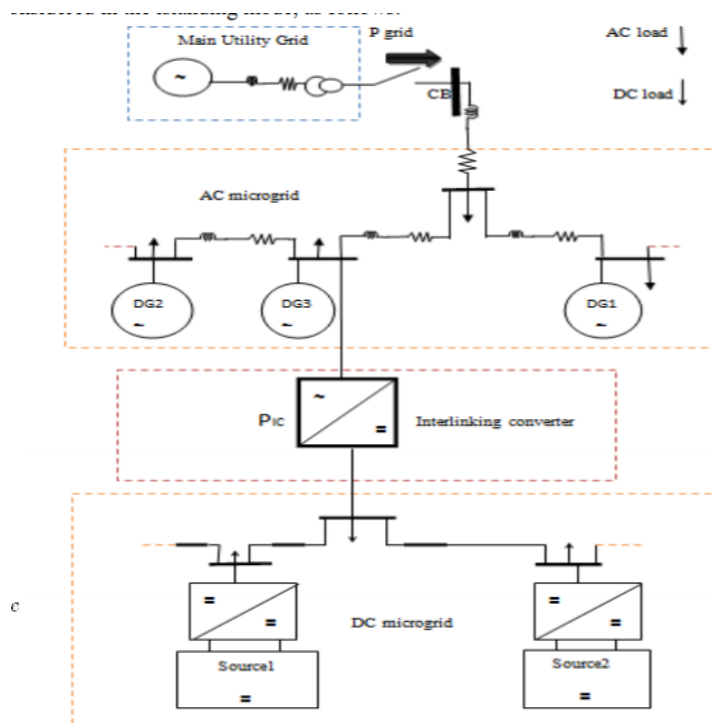 P grid
AC load
Main Utility Grid
~
CB
DC load
AC microgrid
DG2
~
DG3
~
DG1
~
~
PIC
=
Interlinking converter
c
=
=
DC microgrid
=
=
Source1
=
Source2
=